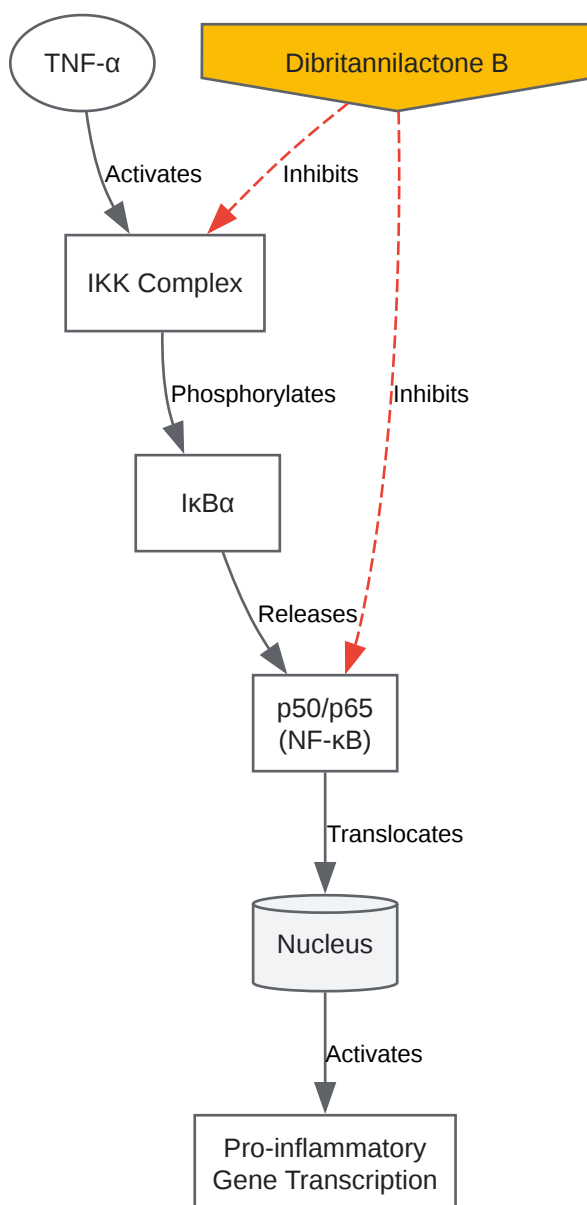 TNF-α
Dibritannilactone B
Activates
Inhibits
IKK Complex
Phosphorylates
Inhibits
IκBα
Releases
p50/p65
(NF-κB)
Translocates
Nucleus
Activates
Pro-inflammatory
Gene Transcription